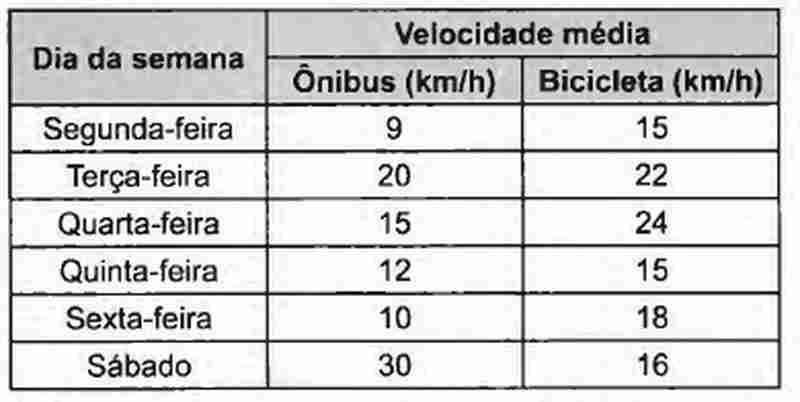 Dia da semana Velocidade média
Ônibus (km/h) Bicicleta (km/h)
Segunda-feira 9 15
Terça-feira 20 22
Quarta-feira 15 24
Quinta-feira 12 15
Sexta-feira 10 18
Sábado 30 16